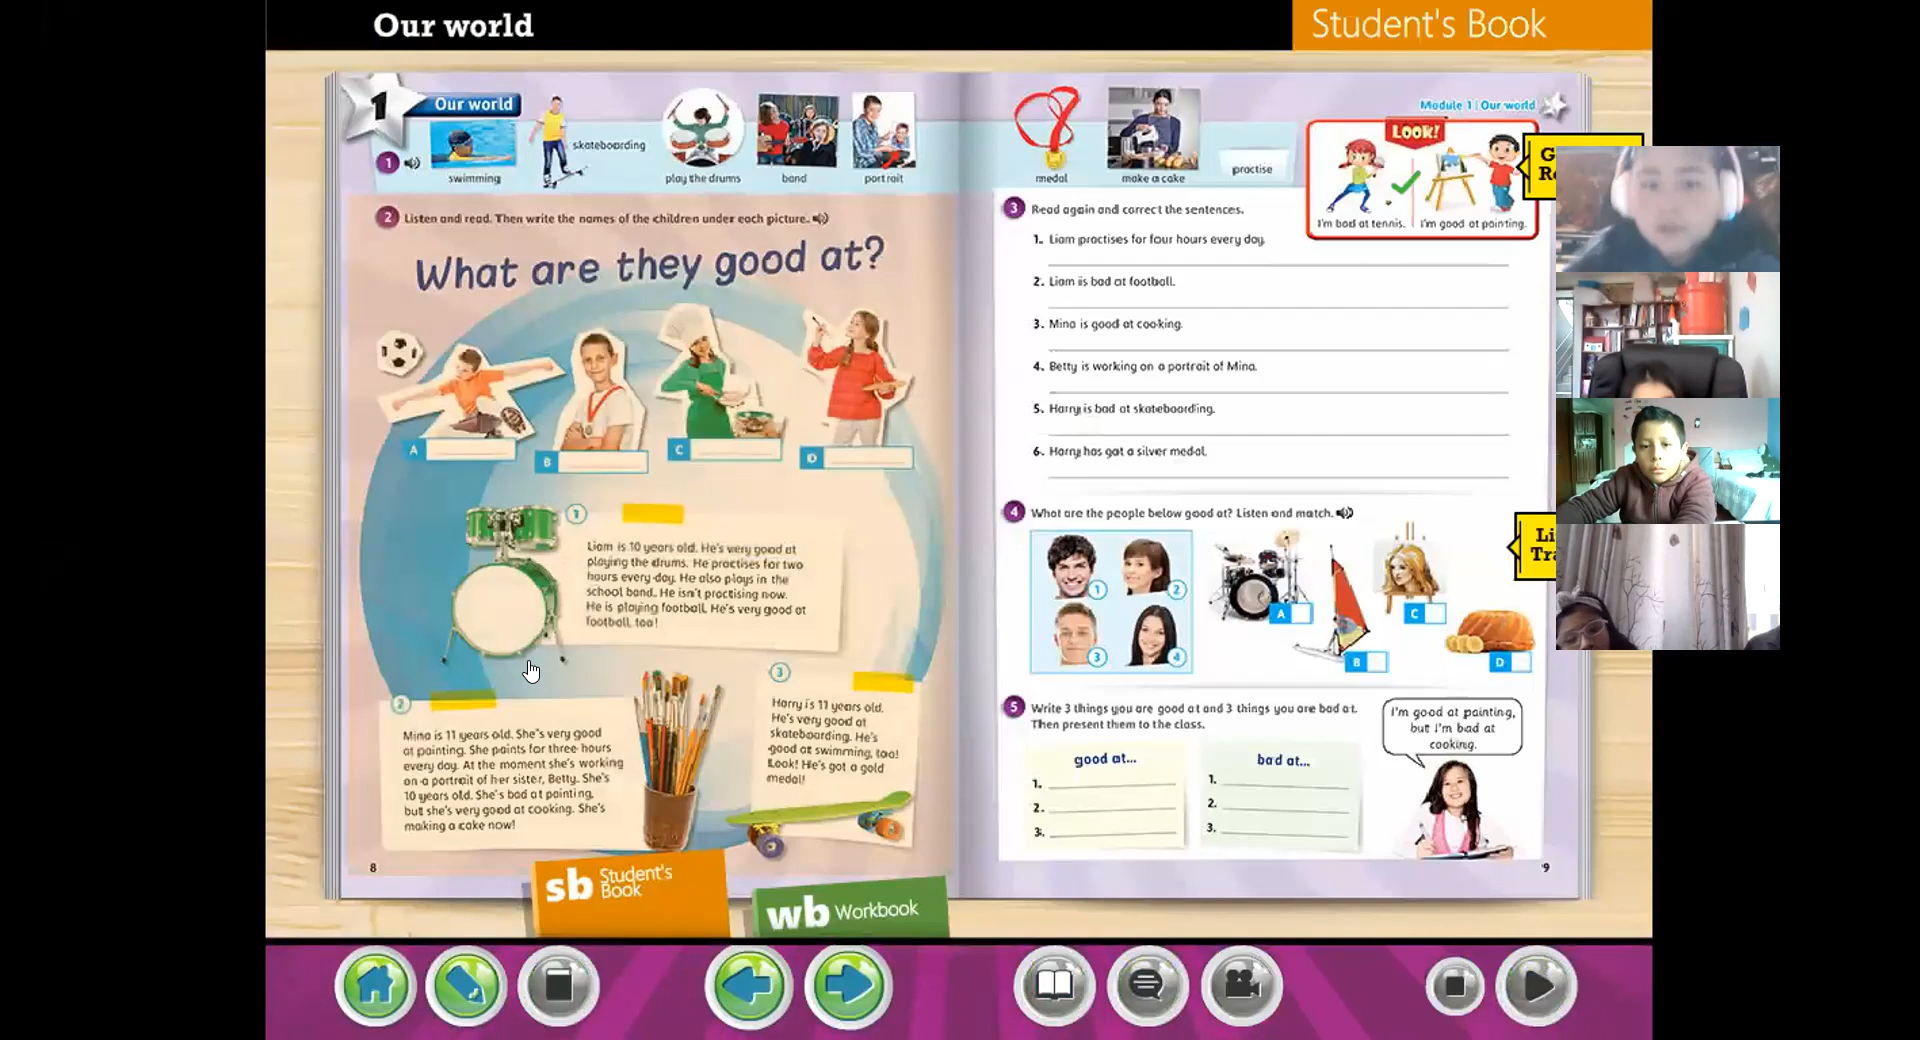 Our world
Student's Book
1
Our world
1
swimming
skateboarding
play the drums
band
portrait
2 Listen and read. Then write the names of the children under each picture.
What are they good at?
A
B
C
D
1
Liam is 10 years old. He's very good at
playing the drums. He practises for two
hours every day. He also plays in the
school band. He isn't practising now.
He is playing football. He's very good at
football, too!
2
Mina is 11 years old. She's very good
at painting. She paints for three hours
every day. At the moment she's working
on a portrait of her sister, Betty. She's
10 years old. She's bad at painting,
but she's very good at cooking. She's
making a cake now!
3
Harry is 11 years old.
He's very good at
skateboarding. He's
good at swimming, too!
Look! He's got a gold
medal!
8
medal
make a cake
practise
Module 1 | Our world
LOOK!
I'm bad at tennis.
I'm good at painting.
3 Read again and correct the sentences.
1. Liam practises for four hours every day.
2. Liam is bad at football.
3. Mina is good at cooking.
4. Betty is working on a portrait of Mina.
5. Harry is bad at skateboarding.
6. Harry has got a silver medal.
4 What are the people below good at? Listen and match.
1
2
3
4
A
B
C
D
5 Write 3 things you are good at and 3 things you are bad at.
Then present them to the class.
good at...
1.
2.
3.
bad at...
1.
2.
3.
I'm good at painting,
but I'm bad at
cooking.
9
sb Student's
Book
wb Workbook